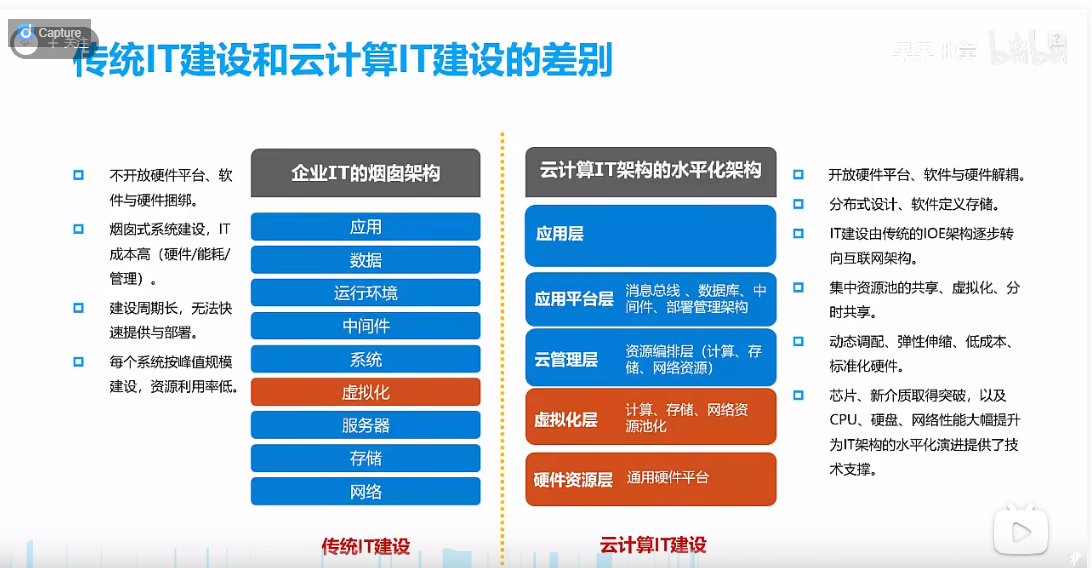 Capture
+ 关注
传统IT建设和云计算IT建设的差别
bilibili
不开放硬件平台、软
件与硬件捆绑。
烟囱式系统建设，IT
成本高（硬件/能耗/
管理）。
建设周期长，无法快
速提供与部署。
每个系统按峰值规模
建设，资源利用率低。
企业IT的烟囱架构
应用
数据
运行环境
中间件
系统
虚拟化
服务器
存储
网络
传统IT建设
云计算IT架构的水平化架构
应用层
应用平台层
消息总线 、数据库、中
间件、部署管理架构
云管理层
资源编排层（计算、存
储、网络资源）
虚拟化层
计算、存储、网络资
源池化
硬件资源层
通用硬件平台
云计算IT建设
开放硬件平台、软件与硬件解耦。
分布式设计、软件定义存储。
IT建设由传统的IOE架构逐步转
向互联网架构。
集中资源池的共享、虚拟化、分
时共享。
动态调配、弹性伸缩、低成本、
标准化硬件。
芯片、新介质取得突破，以及
CPU、硬盘、网络性能大幅提升
为IT架构的水平化演进提供了技
术支撑。